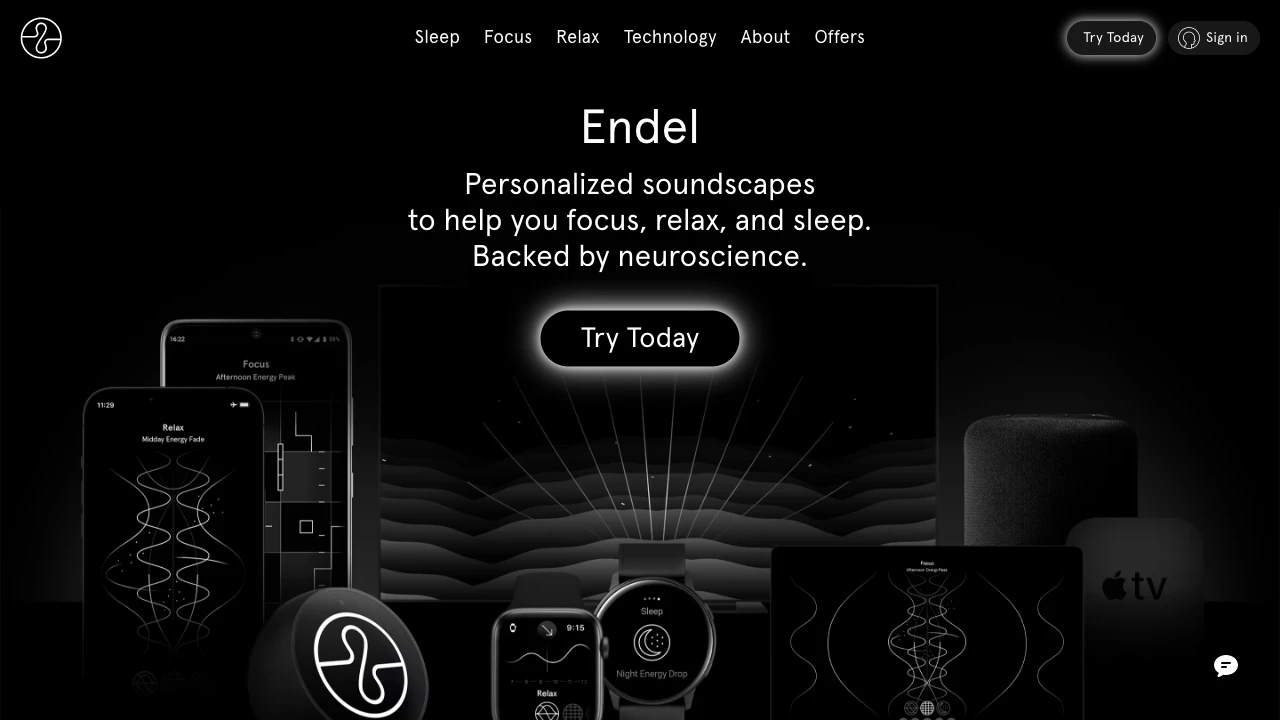 Sleep Focus Relax Technology About Offers
Try Today
Sign in
Endel
Personalized soundscapes
to help you focus, relax, and sleep.
Backed by neuroscience.
Try Today
16:22
Focus
Afternoon Energy Peak
11:29
Relax
Midday Energy Fade
9:15
Relax
Sleep
Night Energy Drop
Focus
Afternoon Energy Peak
tv